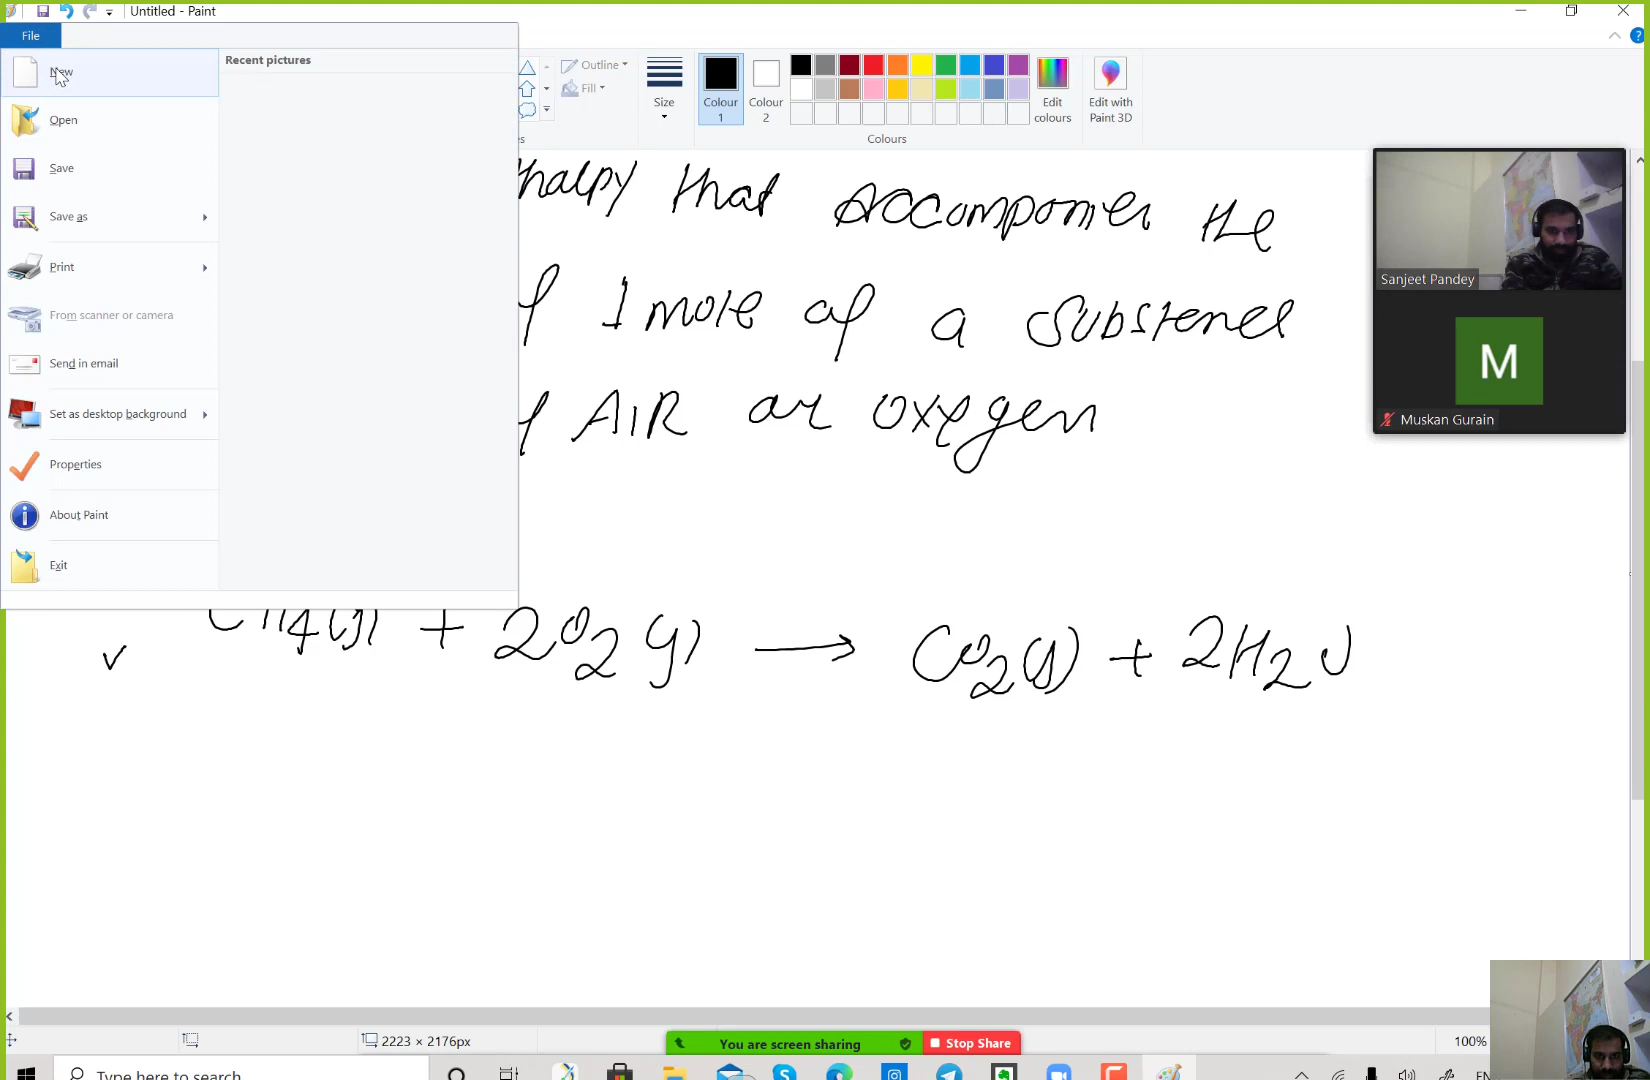 Untitled - Paint
File
New
Recent pictures
Open
Save
Save as
Print
From scanner or camera
Send in email
Set as desktop background
Properties
About Paint
Exit
Outline
Fill
Size
Colour 1
Colour 2
Edit colours
Edit with Paint 3D
Colours
thalpy that Accompanies the
f 1 mole of a Substence
f AIR or oxygen
CH4(g) + 2O2(g) → CO2(g) + 2H2O
Sanjeet Pandey
M
Muskan Gurain
2223 × 2176px
You are screen sharing
Stop Share
100%
Type here to search